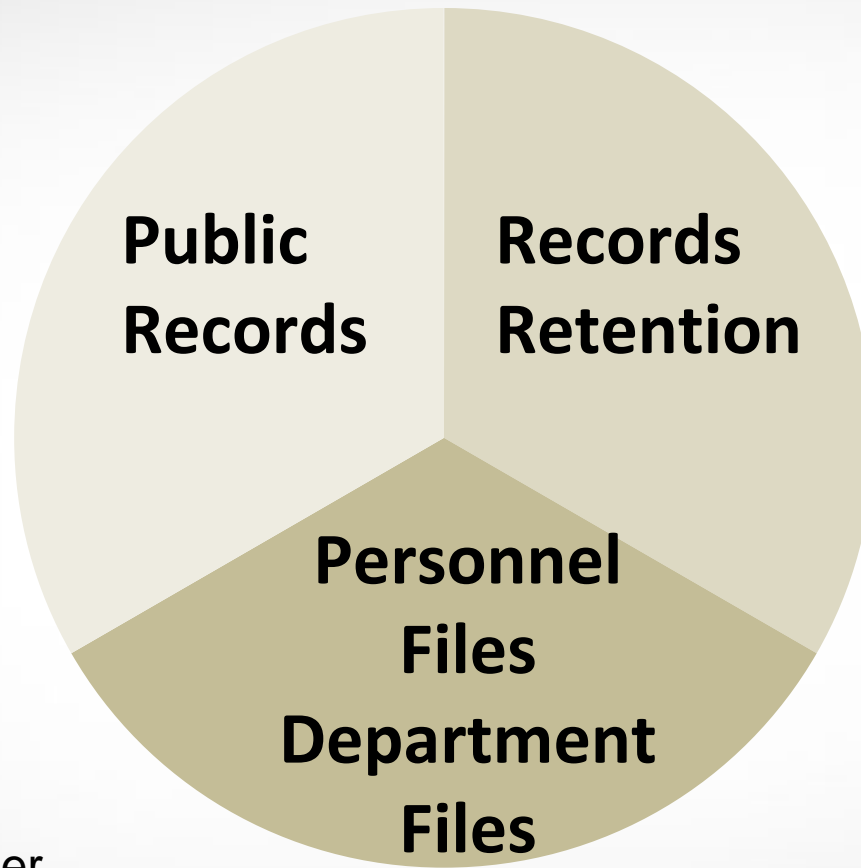 Public
Records
Records
Retention
Personnel
Files
Department
Files